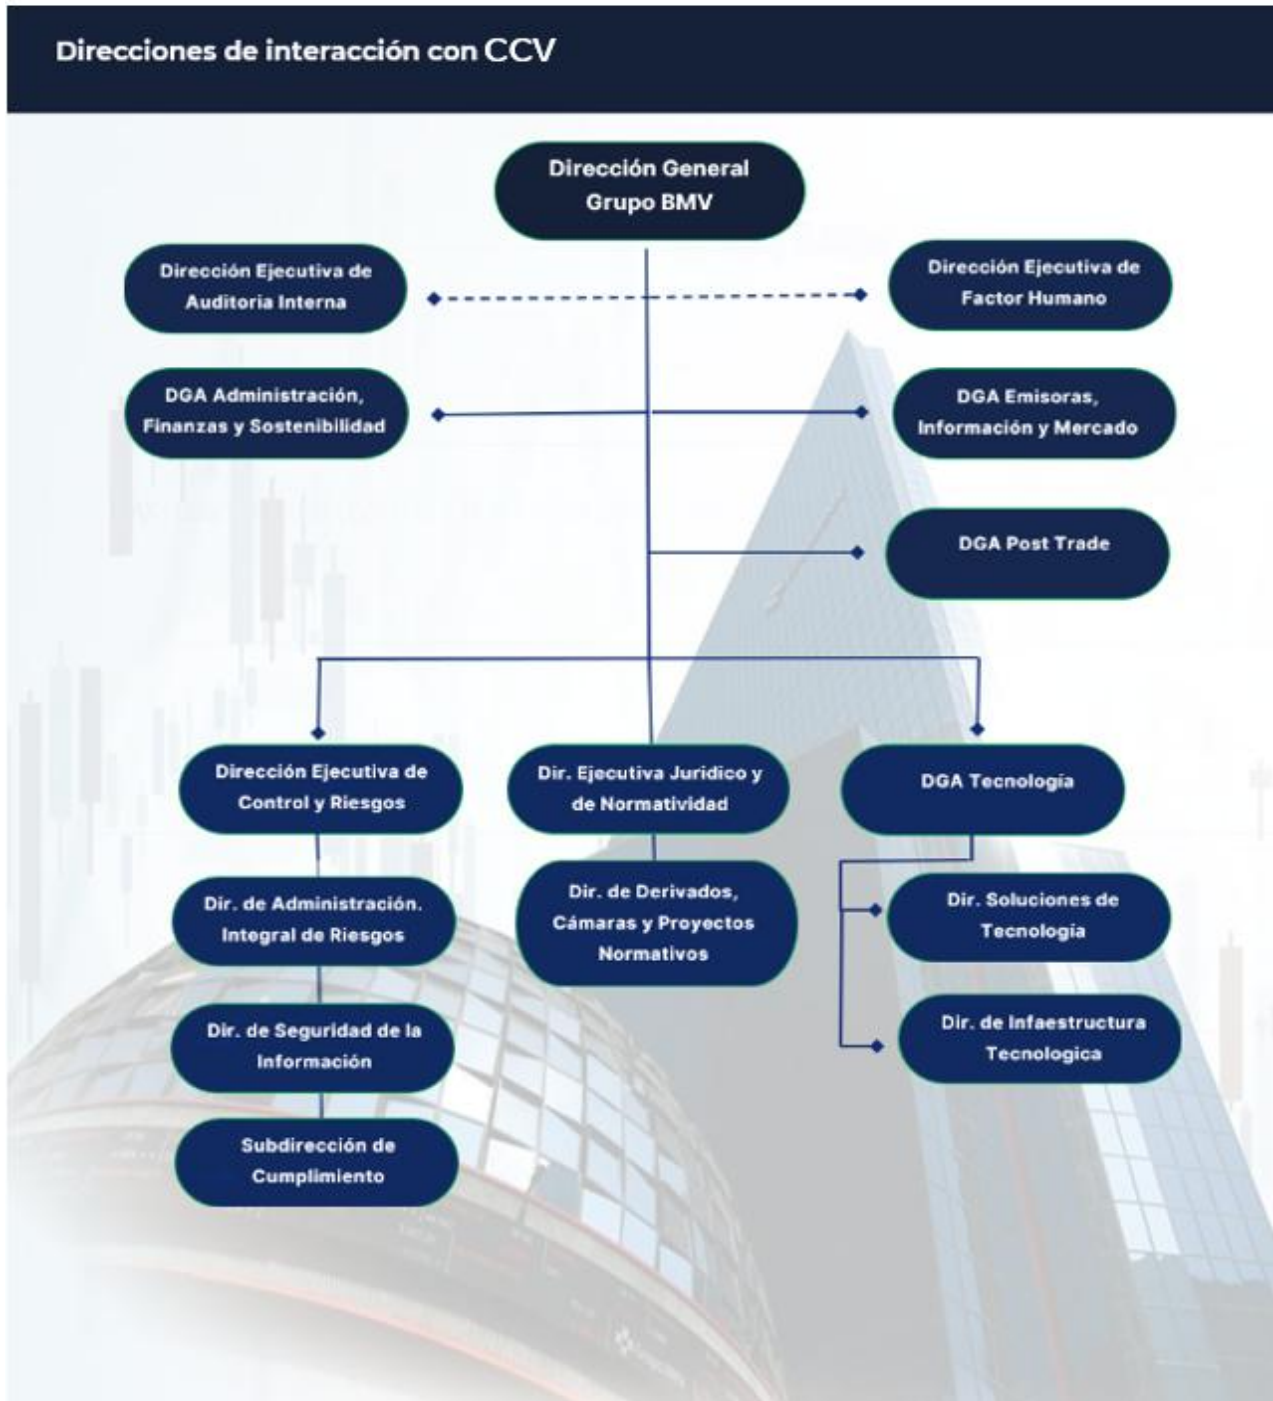 Direcciones de interacción con CCV
Dirección General
Grupo BMV
Dirección Ejecutiva de
Auditoria Interna
Dirección Ejecutiva de
Factor Humano
DGA Administración,
Finanzas y Sostenibilidad
DGA Emisoras,
Información y Mercado
DGA Post Trade
Dirección Ejecutiva de
Control y Riesgos
Dir. Ejecutiva Juridico y
de Normatividad
DGA Tecnología
Dir. de Administración.
Integral de Riesgos
Dir. de Derivados,
Cámaras y Proyectos
Normativos
Dir. Soluciones de
Tecnología
Dir. de Seguridad de la
Información
Dir. de Infaestructura
Tecnologica
Subdirección de
Cumplimiento